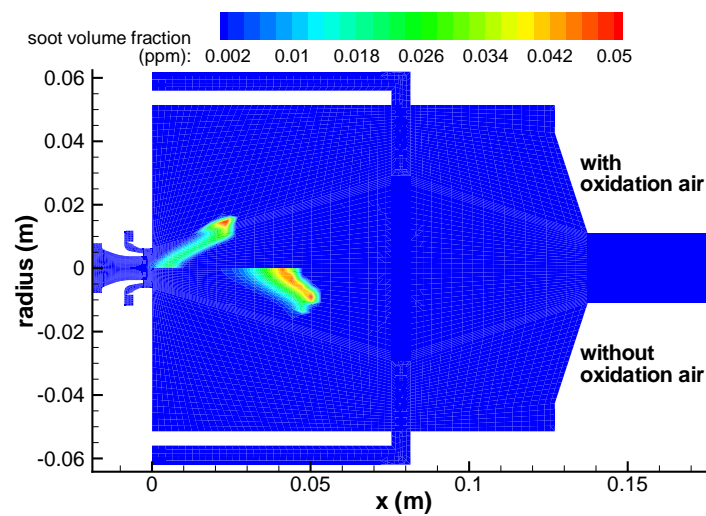 soot volume fraction
(ppm): 0.002 0.01 0.018 0.026 0.034 0.042 0.05
0.06
0.04
with
oxidation air
0.02
radius (m)
0
-0.02
without
oxidation air
-0.04
-0.06
0 0.05 0.1 0.15
x (m)